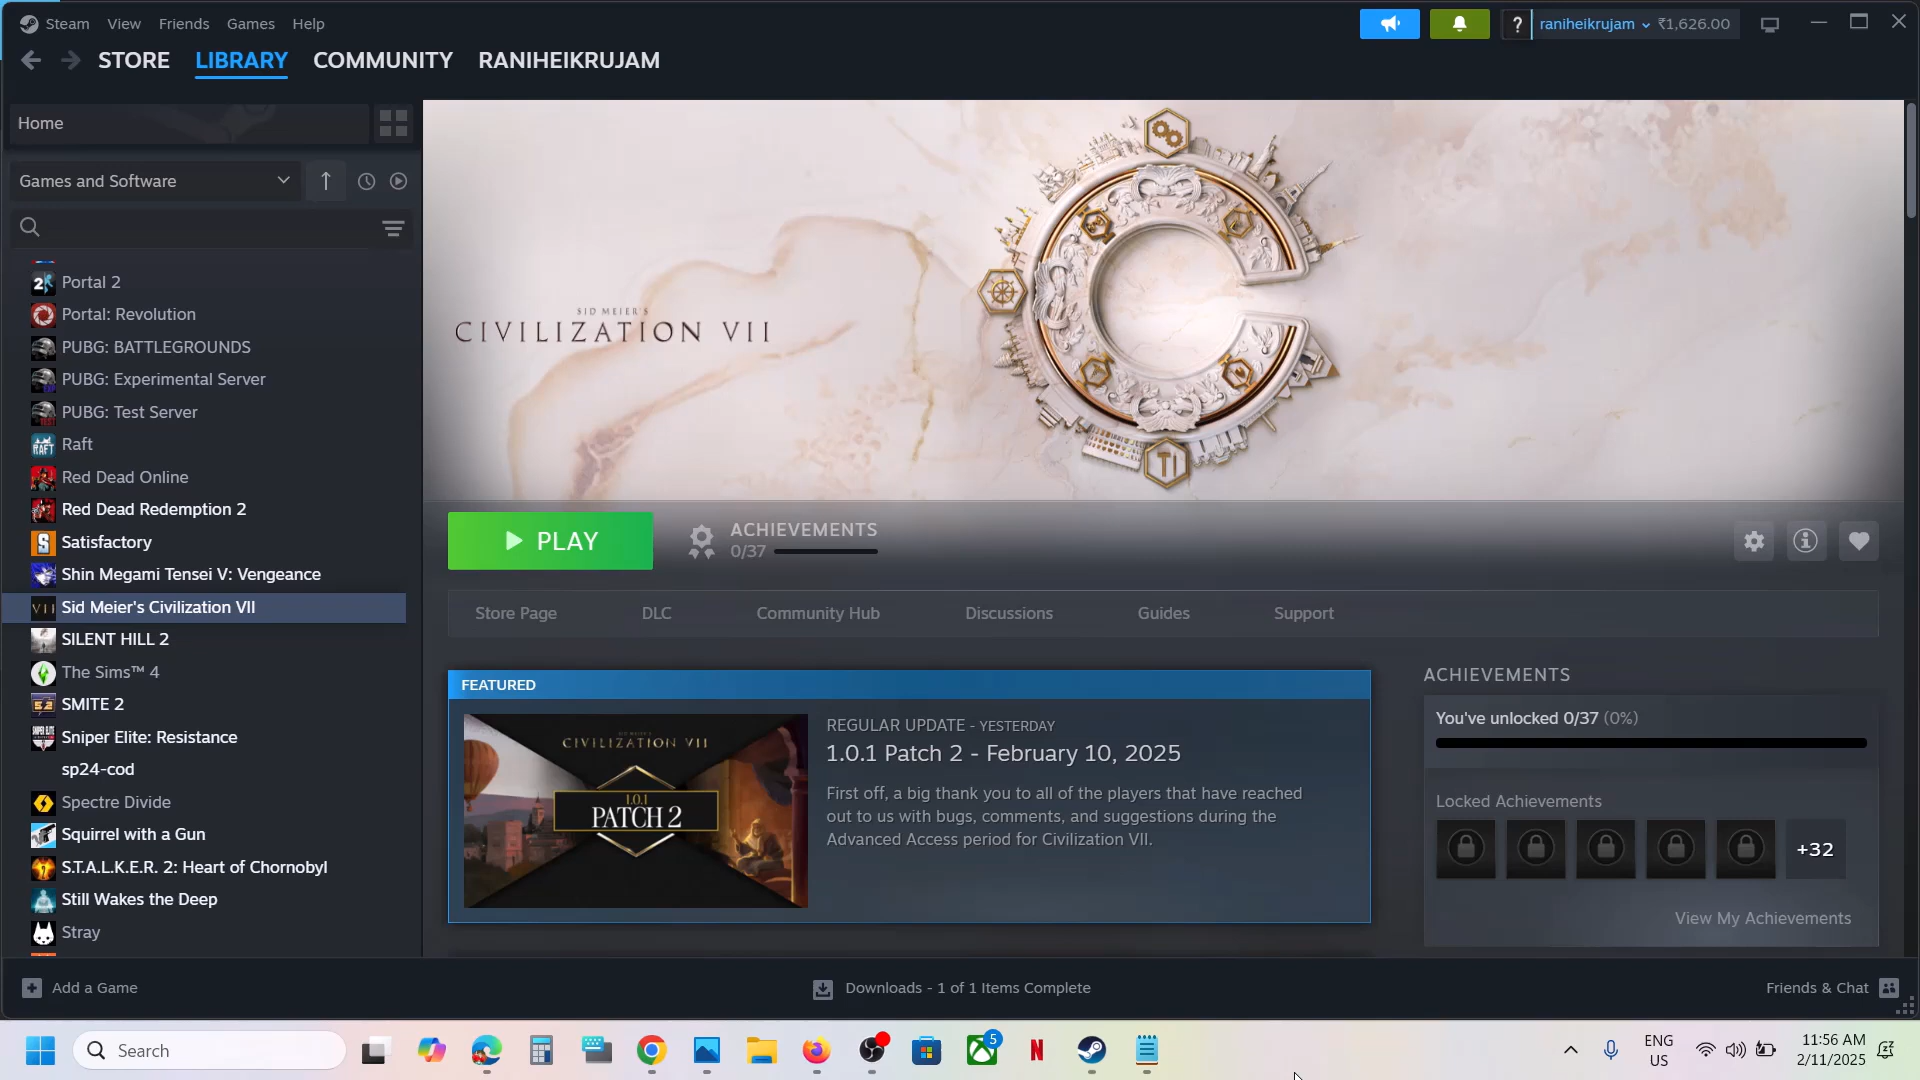 Steam
View
Friends
Games
Help
?
raniheikrujam
₹1,626.00
STORE
LIBRARY
COMMUNITY
RANIHEIKRUJAM
Home
Games and Software
Portal 2
Portal: Revolution
PUBG: BATTLEGROUNDS
PUBG: Experimental Server
PUBG: Test Server
Raft
Red Dead Online
Red Dead Redemption 2
Satisfactory
Shin Megami Tensei V: Vengeance
Sid Meier's Civilization VII
SILENT HILL 2
The Sims™ 4
SMITE 2
Sniper Elite: Resistance
sp24-cod
Spectre Divide
Squirrel with a Gun
S.T.A.L.K.E.R. 2: Heart of Chornobyl
Still Wakes the Deep
Stray
SID MEIER'S
CIVILIZATION VII
PLAY
ACHIEVEMENTS
0/37
Store Page
DLC
Community Hub
Discussions
Guides
Support
FEATURED
CIVILIZATION VII
1.0.1
PATCH 2
REGULAR UPDATE - YESTERDAY
1.0.1 Patch 2 - February 10, 2025
First off, a big thank you to all of the players that have reached
out to us with bugs, comments, and suggestions during the
Advanced Access period for Civilization VII.
ACHIEVEMENTS
You've unlocked 0/37 (0%)
Locked Achievements
+32
View My Achievements
Add a Game
Downloads - 1 of 1 Items Complete
Friends & Chat
Search
5
ENG
US
11:56 AM
2/11/2025